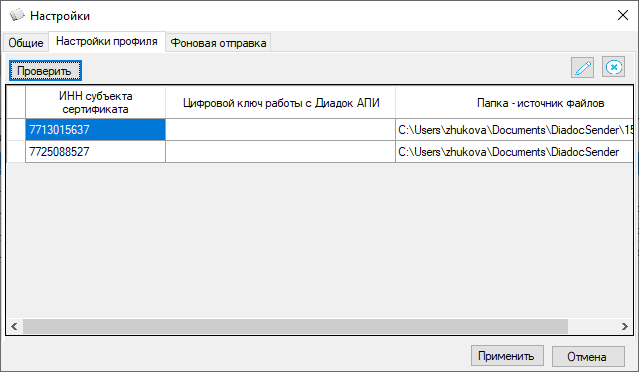 Настройки
Общие Настройки профиля Фоновая отправка
Проверить
ИНН субъекта сертификата Цифровой ключ работы с Диадок АПИ Папка - источник файлов
7713015637 C:\Users\zhukova\Documents\DiadocSender\15
7725088527 C:\Users\zhukova\Documents\DiadocSender
Применить Отмена